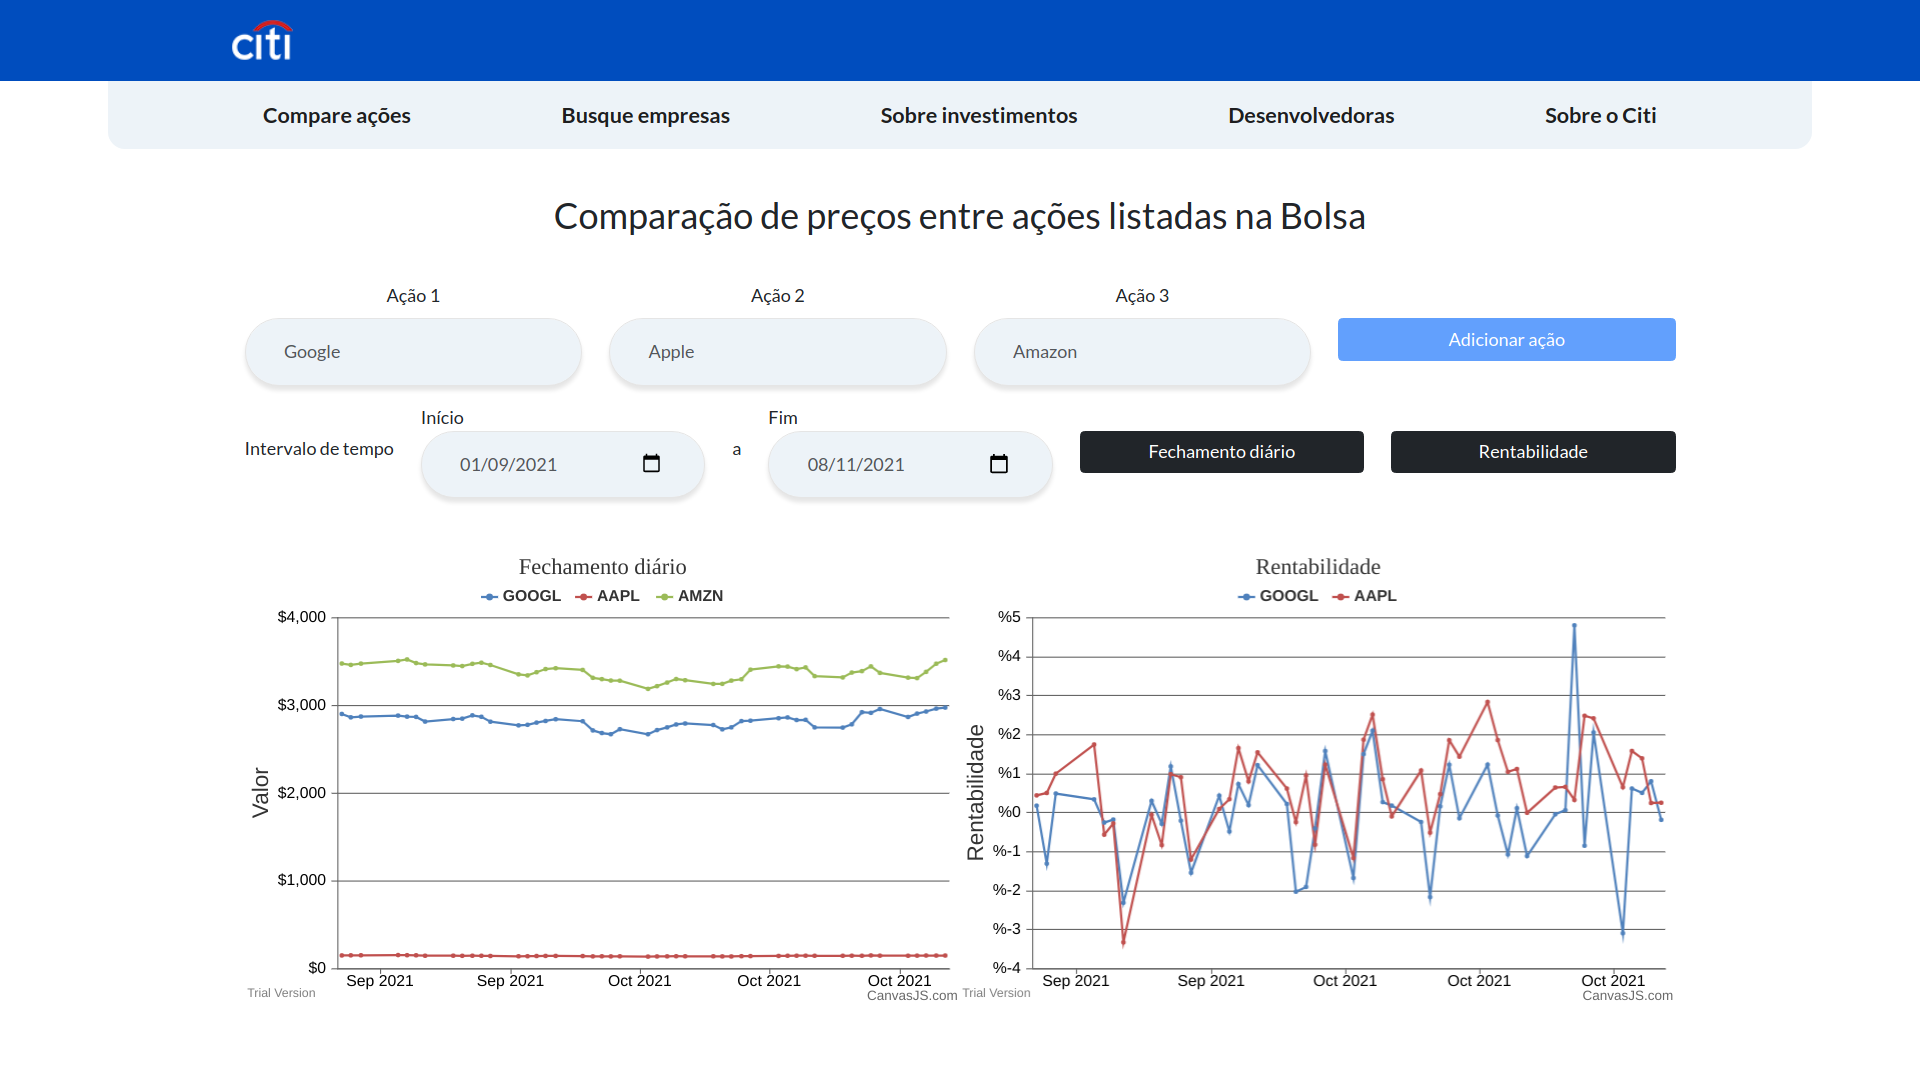 citi
Compare ações Busque empresas Sobre investimentos Desenvolvedoras Sobre o Citi
Comparação de preços entre ações listadas na Bolsa
Ação 1 Ação 2 Ação 3
Google Apple Amazon Adicionar ação
Início Fim
Intervalo de tempo 01/09/2021 a 08/11/2021 Fechamento diário Rentabilidade
Fechamento diário
GOOGL AAPL AMZN
Valor
$4,000
$3,000
$2,000
$1,000
$0
Sep 2021 Sep 2021 Oct 2021 Oct 2021 Oct 2021
Trial Version CanvasJS.com
Rentabilidade
GOOGL AAPL
Rentabilidade
%5
%4
%3
%2
%1
%0
%-1
%-2
%-3
%-4
Sep 2021 Sep 2021 Oct 2021 Oct 2021 Oct 2021
Trial Version CanvasJS.com